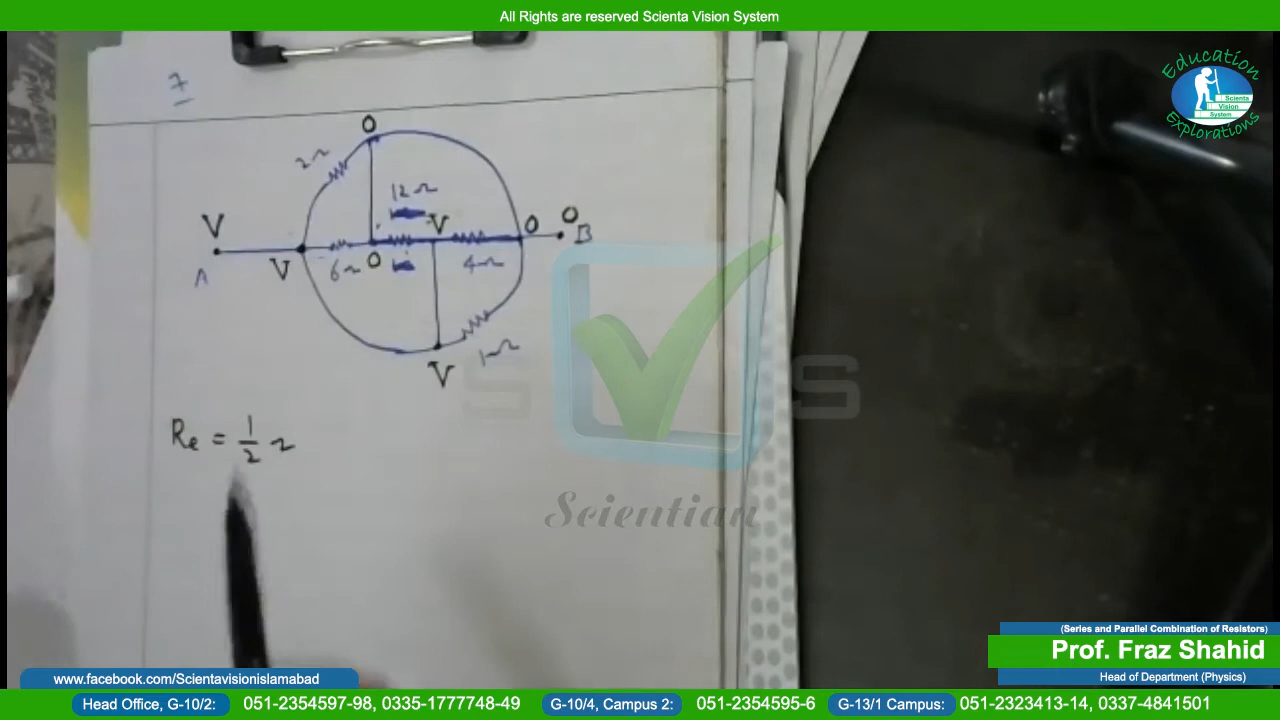 All Rights are reserved Scienta Vision System
Education
Scienta
Vision
System
Explorations
7
O
2Ω
12Ω
V
V
O
O
A
V
6Ω
O
4Ω
B
1Ω
V
Re = 1/2 Ω
S
S
Scientian
(Series and Parallel Combination of Resistors)
Prof. Fraz Shahid
Head of Department (Physics)
www.facebook.com/Scientavisionislamabad
Head Office, G-10/2: 051-2354597-98, 0335-1777748-49 G-10/4, Campus 2: 051-2354595-6 G-13/1 Campus: 051-2323413-14, 0337-4841501